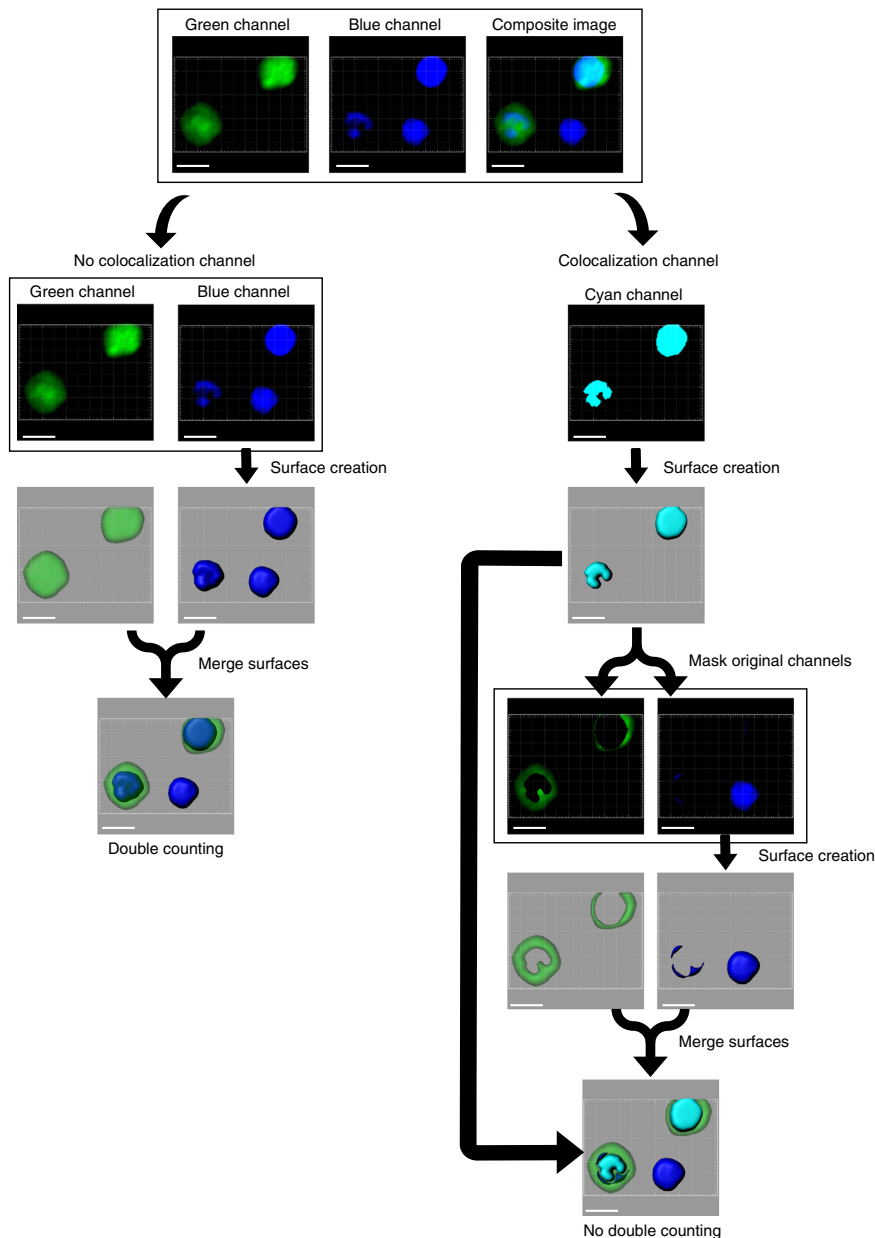 Green channel
Blue channel
Composite image
No colocalization channel
Colocalization channel
Green channel
Blue channel
Cyan channel
Surface creation
Surface creation
Merge surfaces
Mask original channels
Double counting
Surface creation
Merge surfaces
No double counting